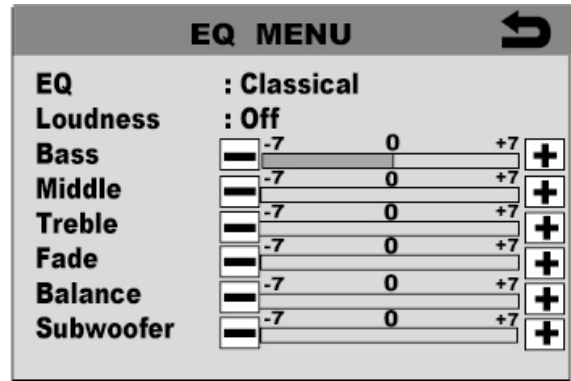 EQ MENU
EQ : Classical
Loudness : Off
Bass -7 0 +7
Middle -7 0 +7
Treble -7 0 +7
Fade -7 0 +7
Balance -7 0 +7
Subwoofer -7 0 +7